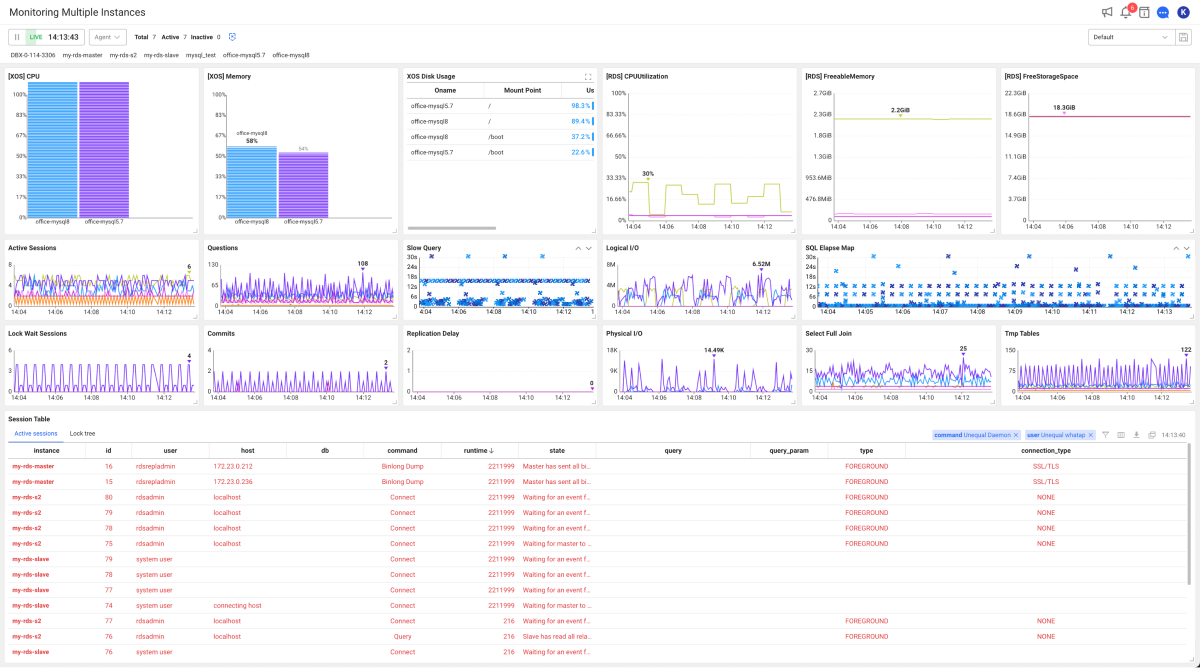 Monitoring Multiple Instances
6
K
LIVE 14:13:43 Agent Total 7 Active 7 Inactive 0
Default
DBX-0-114-3306 my-rds-master my-rds-s2 my-rds-slave mysql_test office-mysql5.7 office-mysql8
[XOS] CPU
100%
83%
67%
50%
33%
17%
0%
office-mysql8 office-mysql5.7
[XOS] Memory
100%
83%
67%
50%
33%
17%
0%
office-mysql8
58%
54%
office-mysql8 office-mysql5.7
XOS Disk Usage
Oname Mount Point Us
office-mysql5.7 / 98.3%
office-mysql8 / 89.4%
office-mysql8 /boot 37.2%
office-mysql5.7 /boot 22.6%
[RDS] CPUUtilization
100%
83.33%
66.66%
50%
33.33%
16.66%
0%
30%
14:04 14:06 14:08 14:10 14:12
[RDS] FreeableMemory
2.7GiB
2.3GiB
1.8GiB
1.3GiB
953.6MiB
476.8MiB
0
2.2GiB
14:04 14:06 14:08 14:10 14:12
[RDS] FreeStorageSpace
22.3GiB
18.6GiB
14.9GiB
11.1GiB
7.4GiB
3.7GiB
0
18.3GiB
14:04 14:06 14:08 14:10 14:12
Active Sessions
8
4
0
6
14:04 14:06 14:08 14:10 14:12
Questions
130
65
0
108
14:04 14:06 14:08 14:10 14:12
Slow Query
30s
24s
18s
12s
6s
0
14:04 14:06 14:08 14:10 14:12 1
Logical I/O
8M
4M
0
6.52M
14:04 14:06 14:08 14:10 14:12
SQL Elapse Map
30s
24s
18s
12s
6s
0
14:04 14:05 14:06 14:07 14:08 14:09 14:10 14:11 14:12 14:13
Lock Wait Sessions
6
3
0
4
14:04 14:06 14:08 14:10 14:12
Commits
4
2
0
2
14:04 14:06 14:08 14:10 14:12
Replication Delay
2
1
0
0
14:04 14:06 14:08 14:10 14:12
Physical I/O
18K
9K
0
14.49K
14:04 14:06 14:08 14:10 14:12
Select Full Join
30
15
0
25
14:04 14:06 14:08 14:10 14:12
Tmp Tables
150
75
0
122
14:04 14:06 14:08 14:10 14:12
Session Table
Active sessions Lock tree
command Unequal Daemon × user Unequal whatap × 14:13:40
instance id user host db command runtime ↓ state query query_param type connection_type
my-rds-master 16 rdsrepladmin 172.23.0.212 Binlong Dump 2211999 Master has sent all bi... FOREGROUND SSL/TLS
my-rds-master 15 rdsrepladmin 172.23.0.236 Binlong Dump 2211999 Master has sent all bi... FOREGROUND SSL/TLS
my-rds-s2 80 rdsadmin localhost Connect 2211999 Waiting for an event f... FOREGROUND NONE
my-rds-s2 79 rdsadmin localhost Connect 2211999 Waiting for an event f... FOREGROUND NONE
my-rds-s2 78 rdsadmin localhost Connect 2211999 Waiting for an event f... FOREGROUND NONE
my-rds-s2 75 rdsadmin localhost Connect 2211999 Waiting for master to ... FOREGROUND NONE
my-rds-slave 79 system user Connect 2211999 Waiting for an event f...
my-rds-slave 78 system user Connect 2211999 Waiting for an event f...
my-rds-slave 77 system user Connect 2211999 Waiting for an event f...
my-rds-slave 74 system user connecting host Connect 2211999 Waiting for master to ...
my-rds-s2 77 rdsadmin localhost Connect 216 Waiting for an event f... FOREGROUND NONE
my-rds-s2 76 rdsadmin localhost Query 216 Slave has read all rela... FOREGROUND NONE
my-rds-slave 76 system user Connect 216 Waiting for an event f...